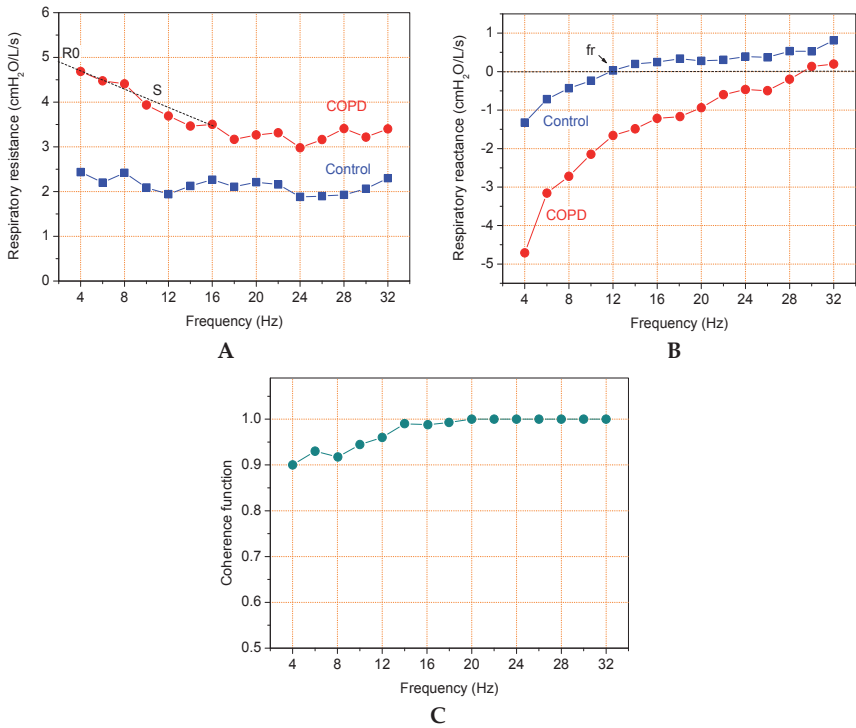 6
5
4
3
2
1
0
R0
S
COPD
Control
Respiratory resistance (cmH₂O/L/s)
4 8 12 16 20 24 28 32
Frequency (Hz)
A
1
0
-1
-2
-3
-4
-5
fr
Control
COPD
Respiratory reactance (cmH₂O/L/s)
4 8 12 16 20 24 28 32
Frequency (Hz)
B
1.0
0.9
0.8
0.7
0.6
0.5
Coherence function
4 8 12 16 20 24 28 32
Frequency (Hz)
C